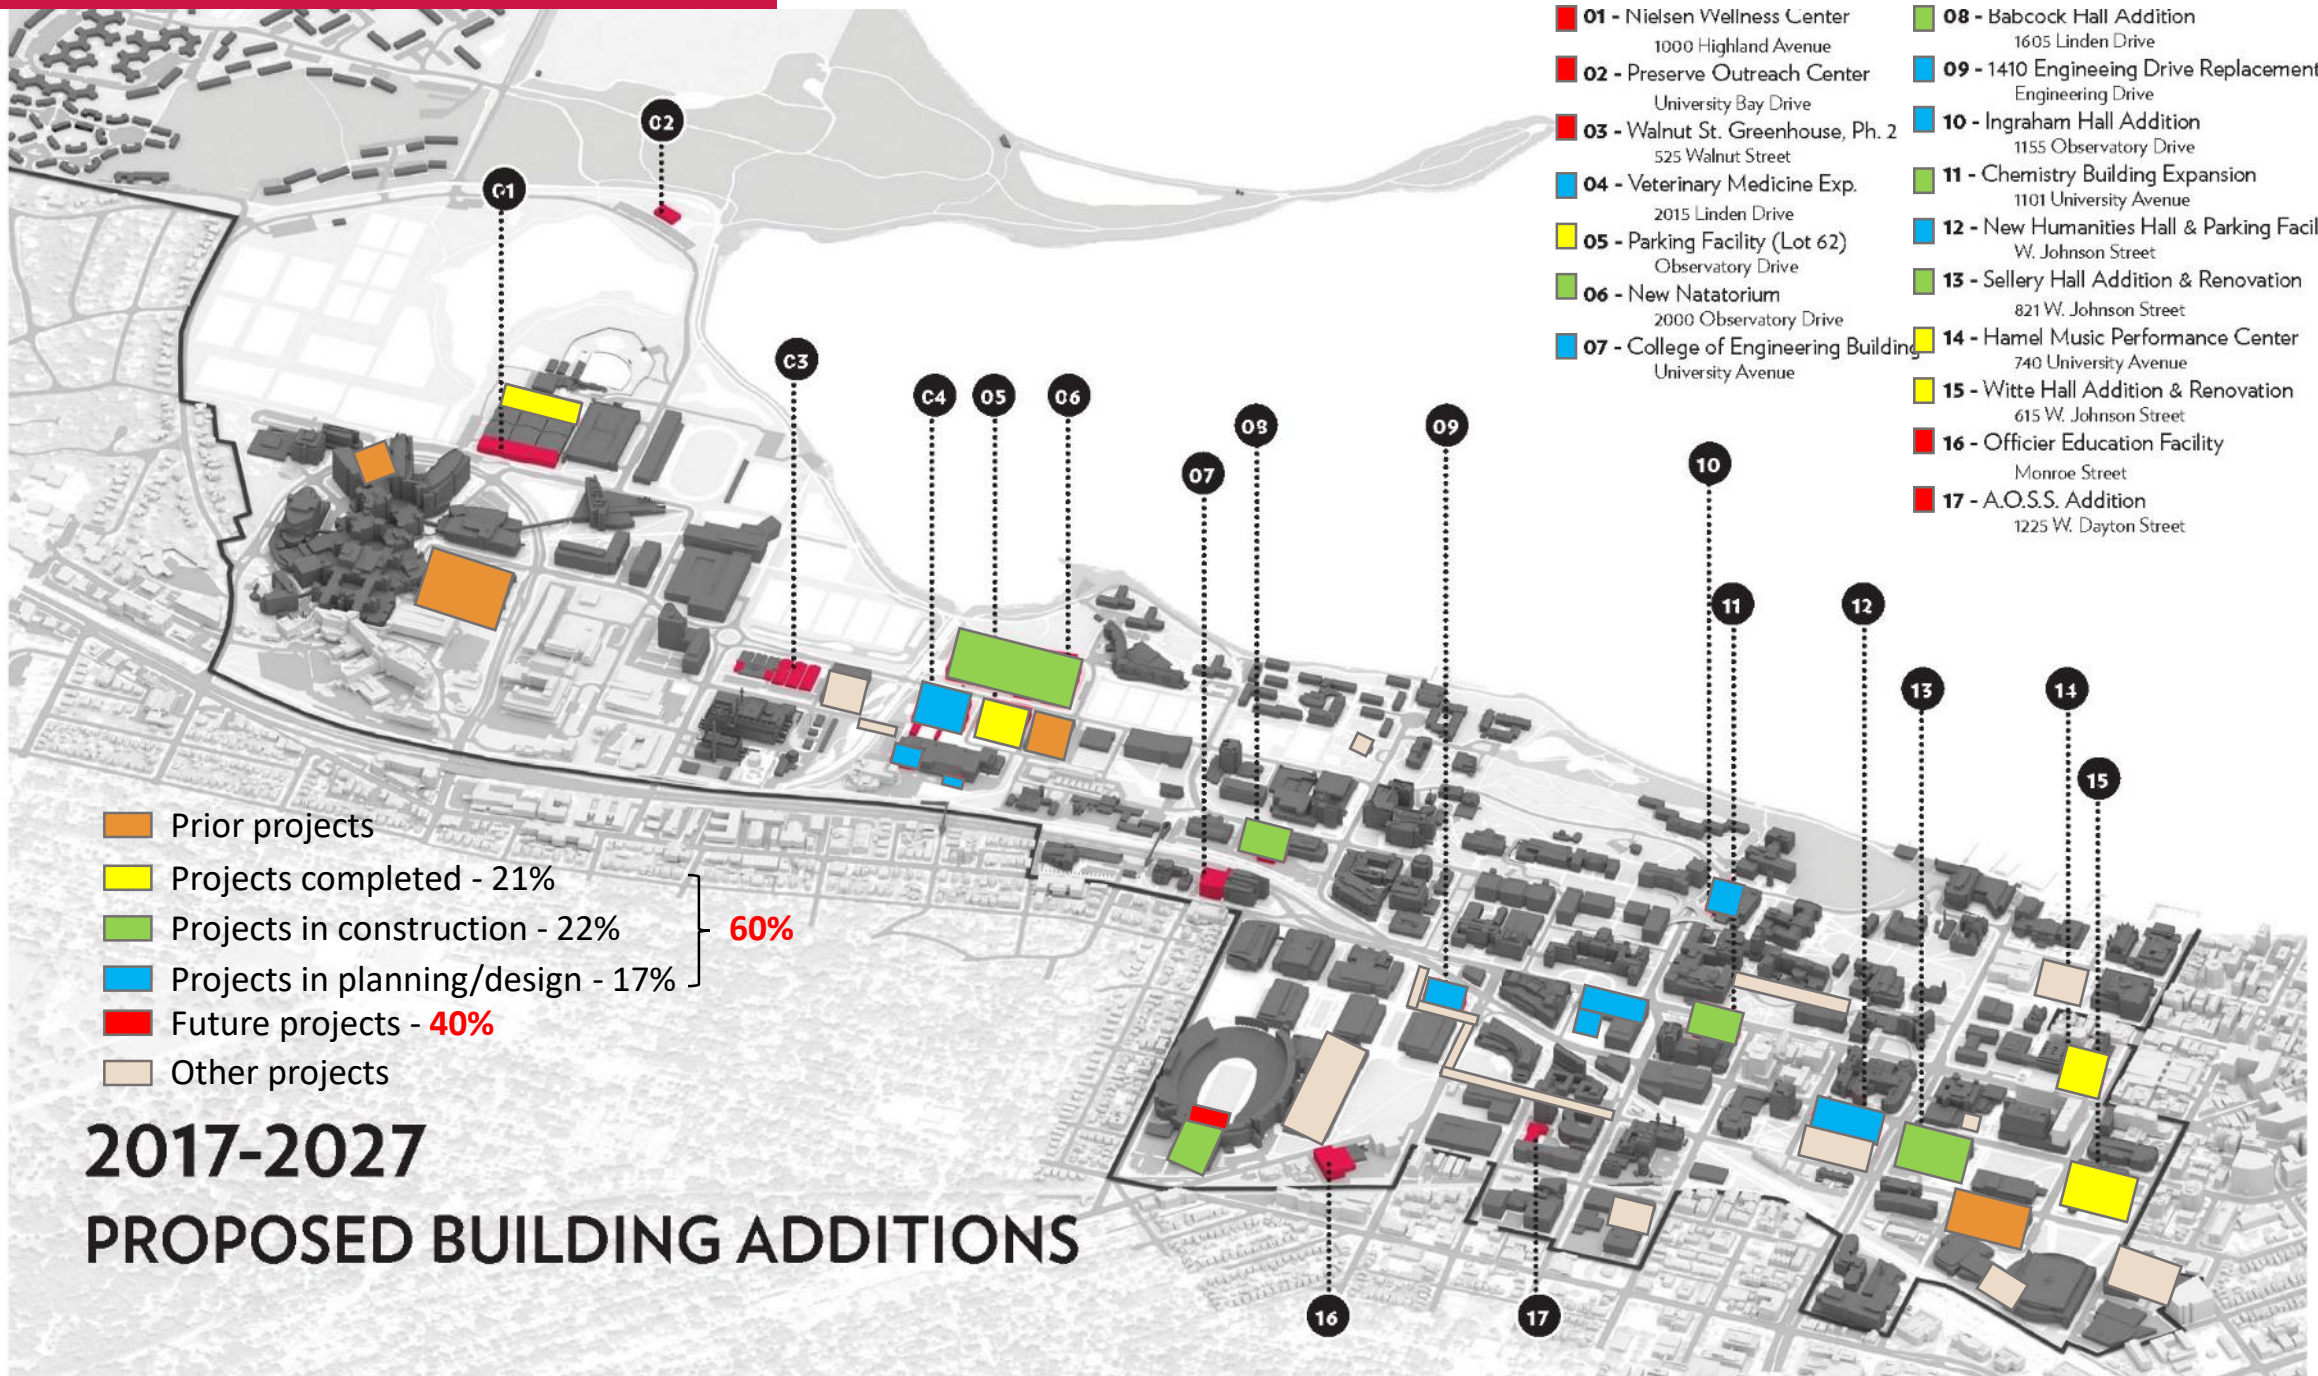 01 - Nielsen Wellness Center
1000 Highland Avenue
02 - Preserve Outreach Center
University Bay Drive
03 - Walnut St. Greenhouse, Ph. 2
525 Walnut Street
04 - Veterinary Medicine Exp.
2015 Linden Drive
05 - Parking Facility (Lot 62)
Observatory Drive
06 - New Natatorium
2000 Observatory Drive
07 - College of Engineering Building
University Avenue
08 - Babcock Hall Addition
1605 Linden Drive
09 - 1410 Engineeing Drive Replacement
Engineering Drive
10 - Ingraham Hall Addition
1155 Observatory Drive
11 - Chemistry Building Expansion
1101 University Avenue
12 - New Humanities Hall & Parking Facil
W. Johnson Street
13 - Sellery Hall Addition & Renovation
821 W. Johnson Street
14 - Hamel Music Performance Center
740 University Avenue
15 - Witte Hall Addition & Renovation
615 W. Johnson Street
16 - Officier Education Facility
Monroe Street
17 - A.O.S.S. Addition
1225 W. Dayton Street
02
01
03
04
05
06
08
09
07
10
11
12
13
14
15
16
17
Prior projects
Projects completed - 21%
Projects in construction - 22%
60%
Projects in planning/design - 17%
Future projects - 40%
Other projects
2017-2027
PROPOSED BUILDING ADDITIONS